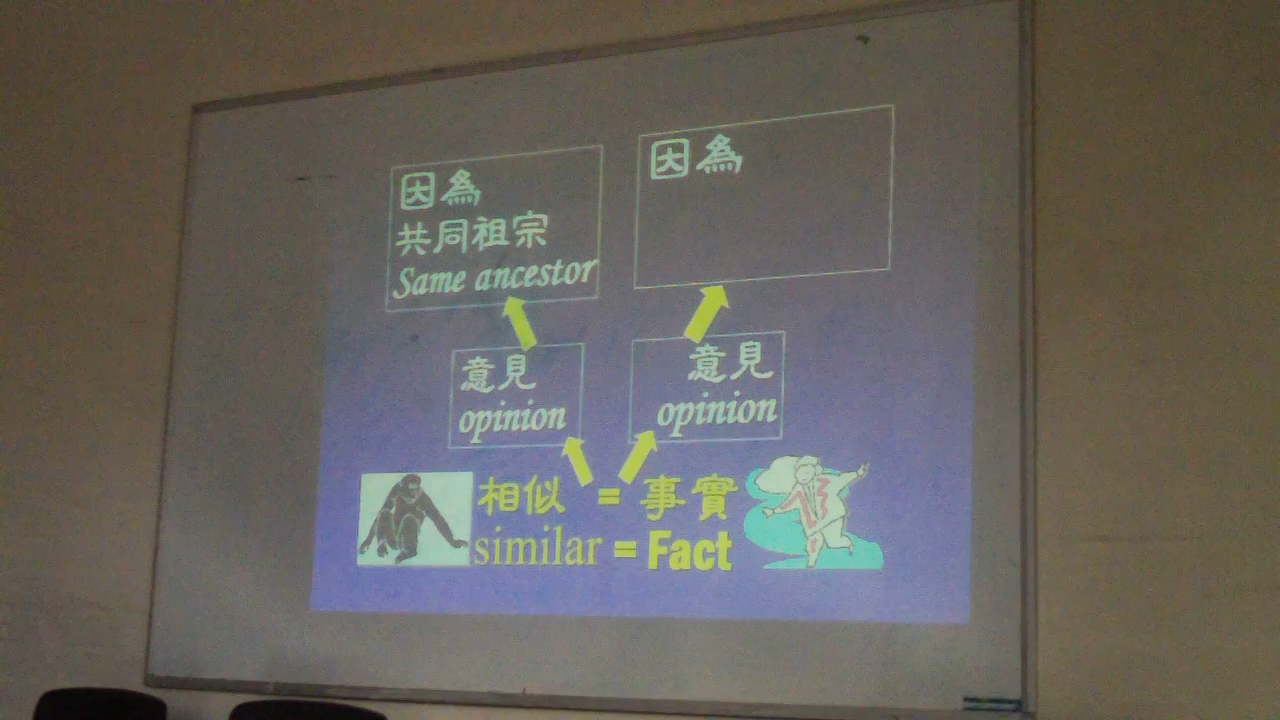 因為
共同祖宗
Same ancestor
因為
意見
opinion
意見
opinion
相似 = 事實
similar = Fact